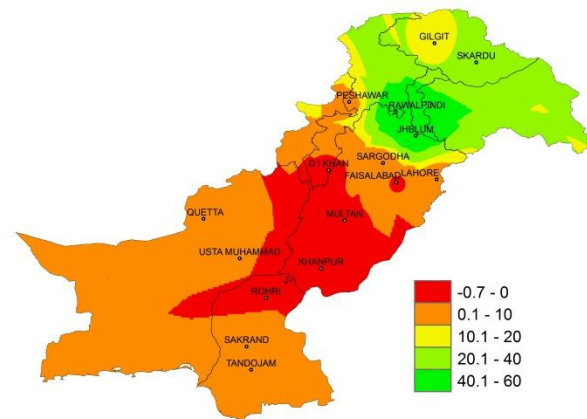 GILGIT
SKARDU
PESHAWAR
RAWALPINDI
JHBLUM
SARGODHA
D.I KHAN
FAISALABAD
LAHORE
QUETTA
MULTAN
USTA MUHAMMAD
KHANPUR
ROHRI
SAKRAND
TANDOJAM
-0.7 - 0
0.1 - 10
10.1 - 20
20.1 - 40
40.1 - 60